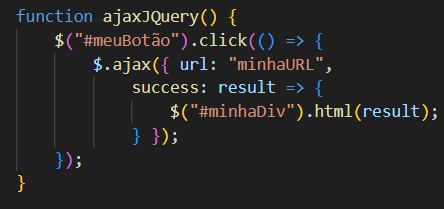 function ajaxJQuery() {
    $("#meuBotão").click(() => {
        $.ajax({ url: "minhaURL",
            success: result => {
                $("#minhaDiv").html(result);
            } });
    });
}